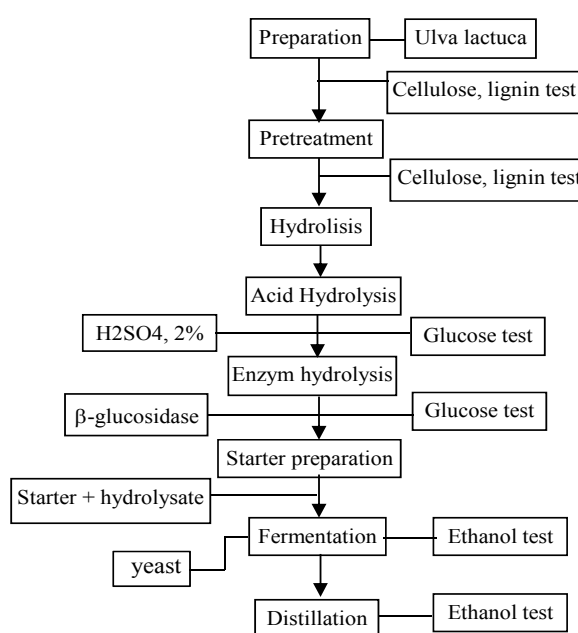 Preparation
Ulva lactuca
Cellulose, lignin test
Pretreatment
Cellulose, lignin test
Hydrolisis
Acid Hydrolysis
H2SO4, 2%
Glucose test
Enzym hydrolysis
β-glucosidase
Glucose test
Starter preparation
Starter + hydrolysate
Fermentation
Ethanol test
yeast
Distillation
Ethanol test